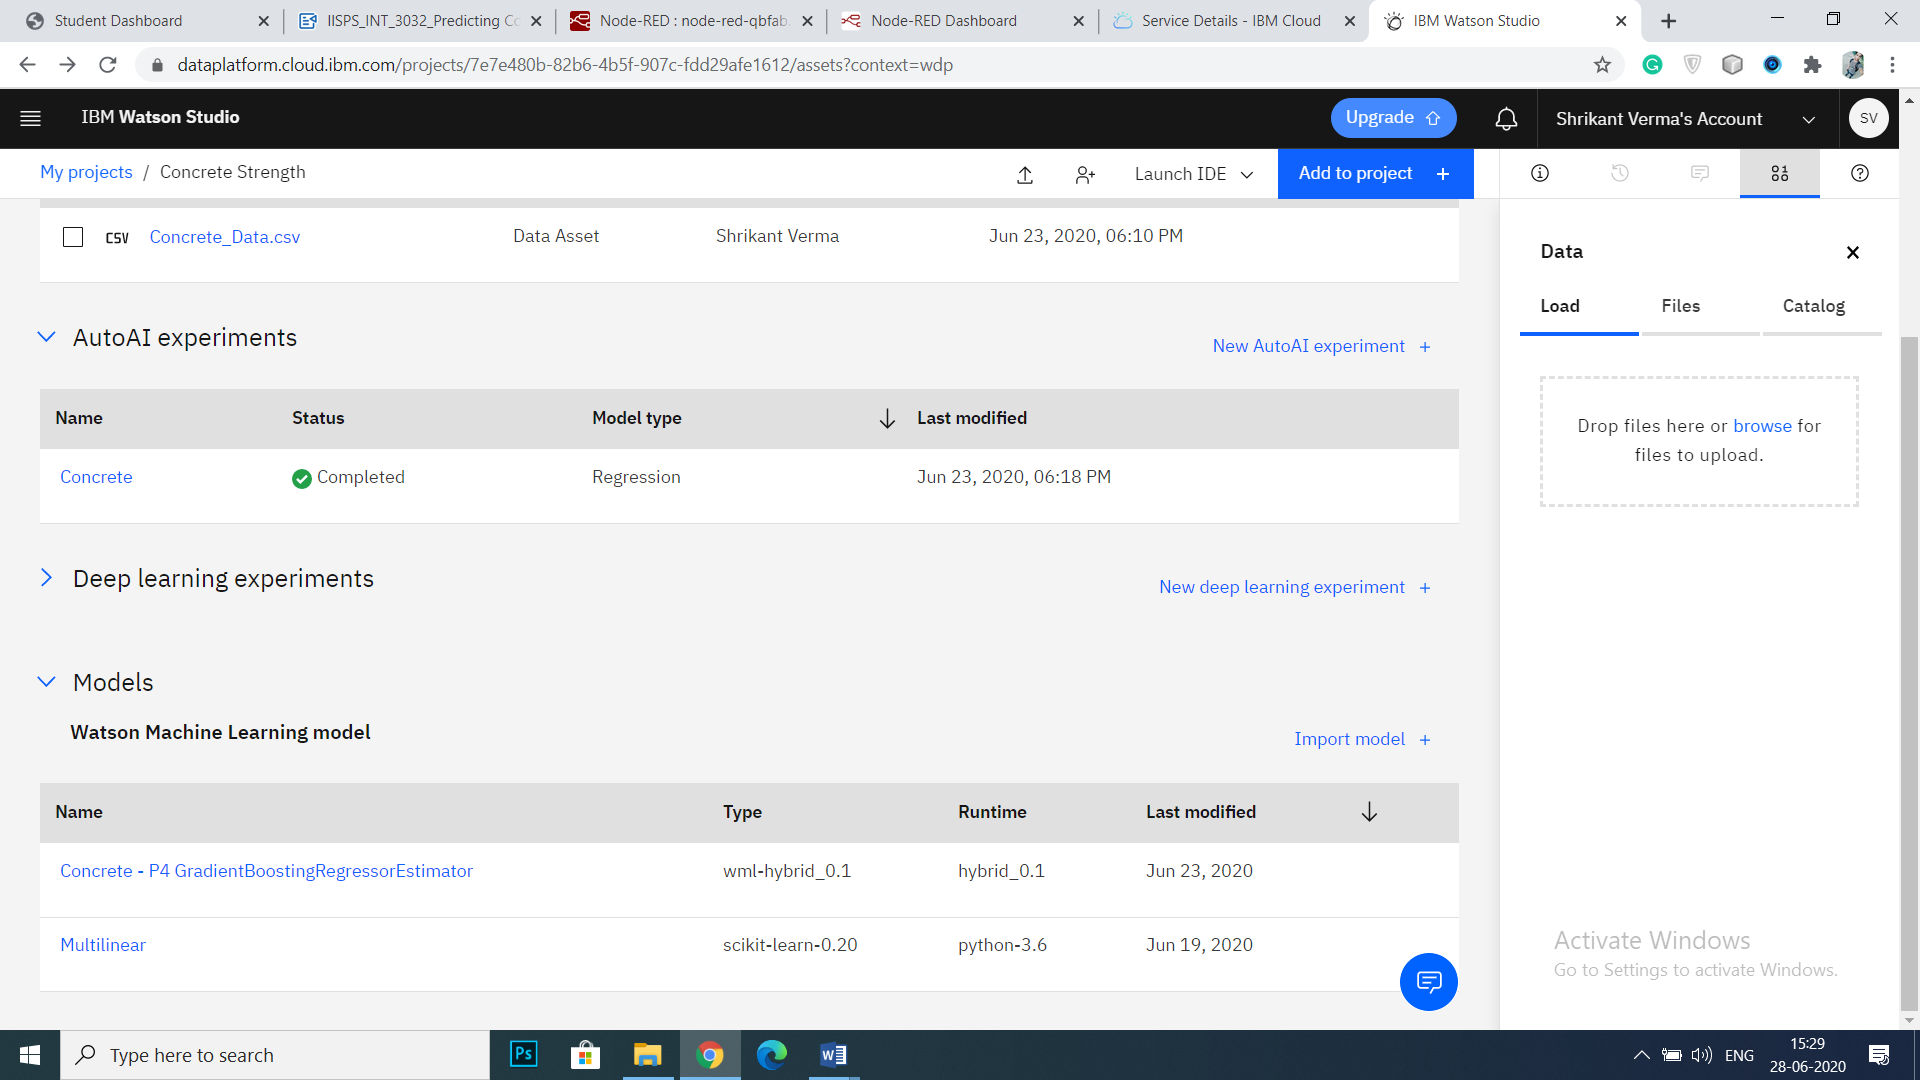 Student Dashboard
IISPS_INT_3032_Predicting Co
Node-RED : node-red-qbfab
Node-RED Dashboard
Service Details - IBM Cloud
IBM Watson Studio
dataplatform.cloud.ibm.com/projects/7e7e480b-82b6-4b5f-907c-fdd29afe1612/assets?context=wdp
IBM Watson Studio
Upgrade
Shrikant Verma's Account
SV
My projects / Concrete Strength
Launch IDE
Add to project +
CSV
Concrete_Data.csv
Data Asset
Shrikant Verma
Jun 23, 2020, 06:10 PM
AutoAI experiments
New AutoAI experiment +
Name
Status
Model type
Last modified
Concrete
Completed
Regression
Jun 23, 2020, 06:18 PM
Deep learning experiments
New deep learning experiment +
Models
Watson Machine Learning model
Import model +
Name
Type
Runtime
Last modified
Concrete - P4 GradientBoostingRegressorEstimator
wml-hybrid_0.1
hybrid_0.1
Jun 23, 2020
Multilinear
scikit-learn-0.20
python-3.6
Jun 19, 2020
Data
Load
Files
Catalog
Drop files here or browse for
files to upload.
Activate Windows
Go to Settings to activate Windows.
Type here to search
Ps
ENG
15:29
28-06-2020